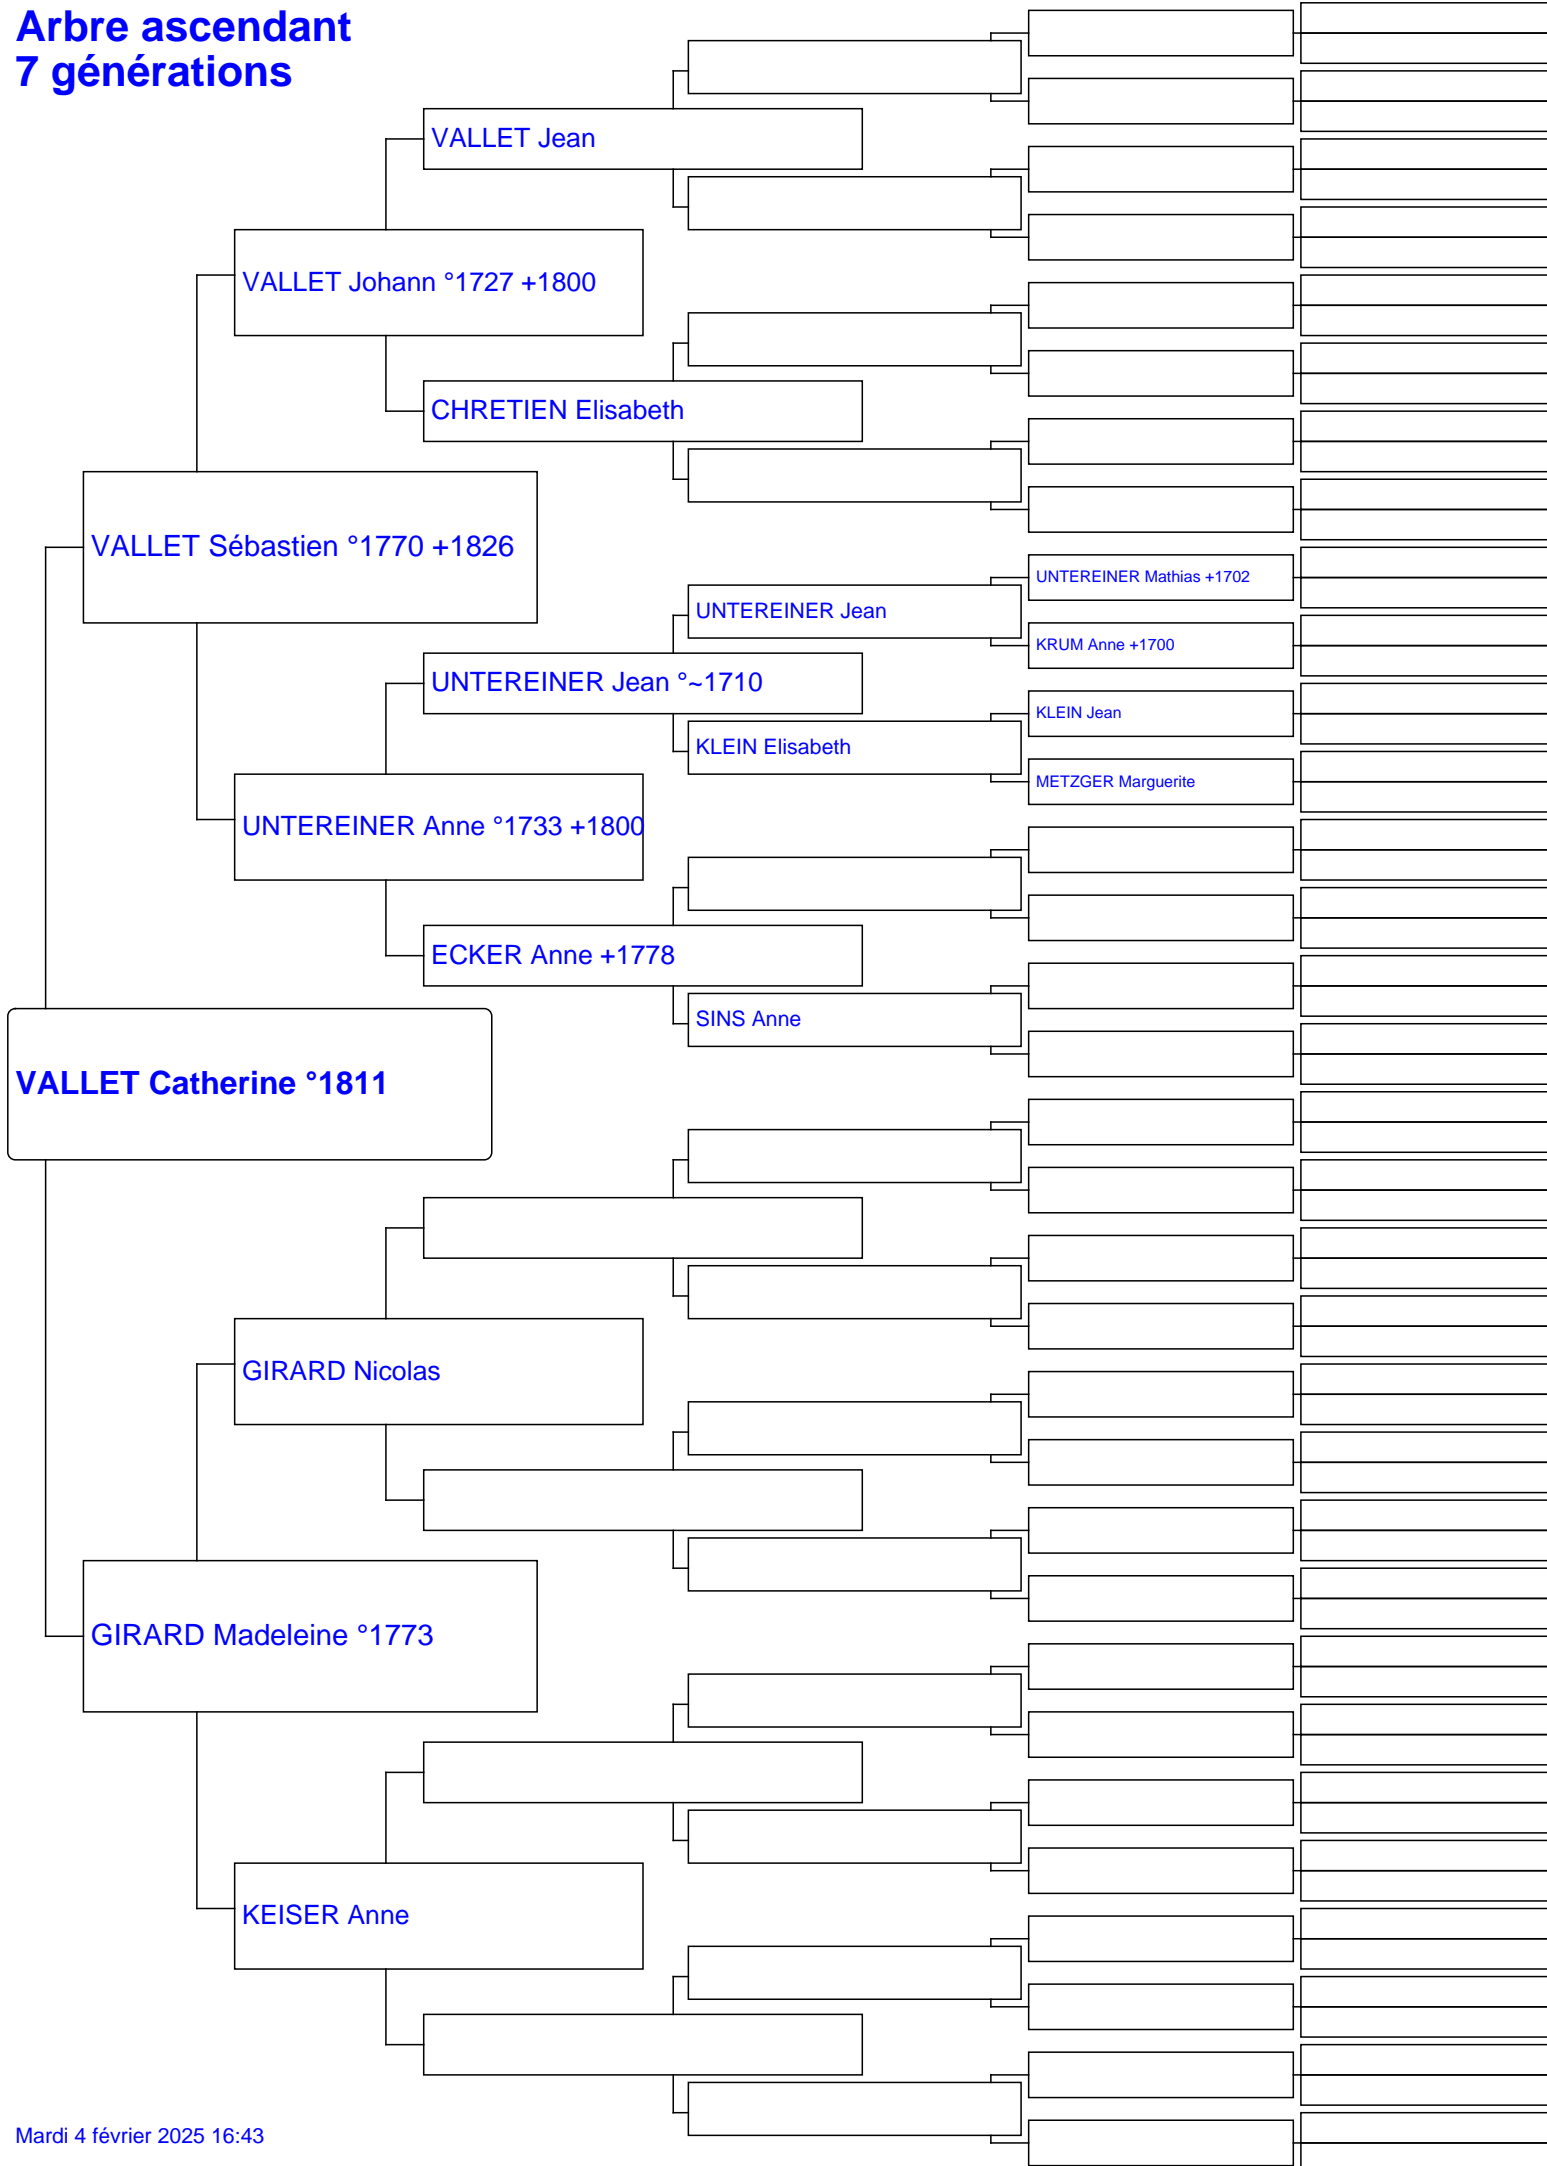 Arbre ascendant
7 générations
VALLET Jean
VALLET Johann °1727 +1800
CHRETIEN Elisabeth
VALLET Sébastien °1770 +1826
UNTEREINER Mathias +1702
UNTEREINER Jean
KRUM Anne +1700
UNTEREINER Jean °~1710
KLEIN Jean
KLEIN Elisabeth
METZGER Marguerite
UNTEREINER Anne °1733 +1800
ECKER Anne +1778
SINS Anne
VALLET Catherine °1811
GIRARD Nicolas
GIRARD Madeleine °1773
KEISER Anne
Mardi 4 février 2025 16:43